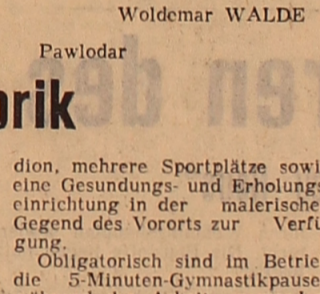 Woldemar WALDE
Pawlodar
orik
dion, mehrere Sportplätze sowi
eine Gesundungs- und Erholungs
einrichtung in der malerische
Gegend des Vororts zur Verfü
gung.
Obligatorisch sind im Betrie
die 5-Minuten-Gymnastikpause